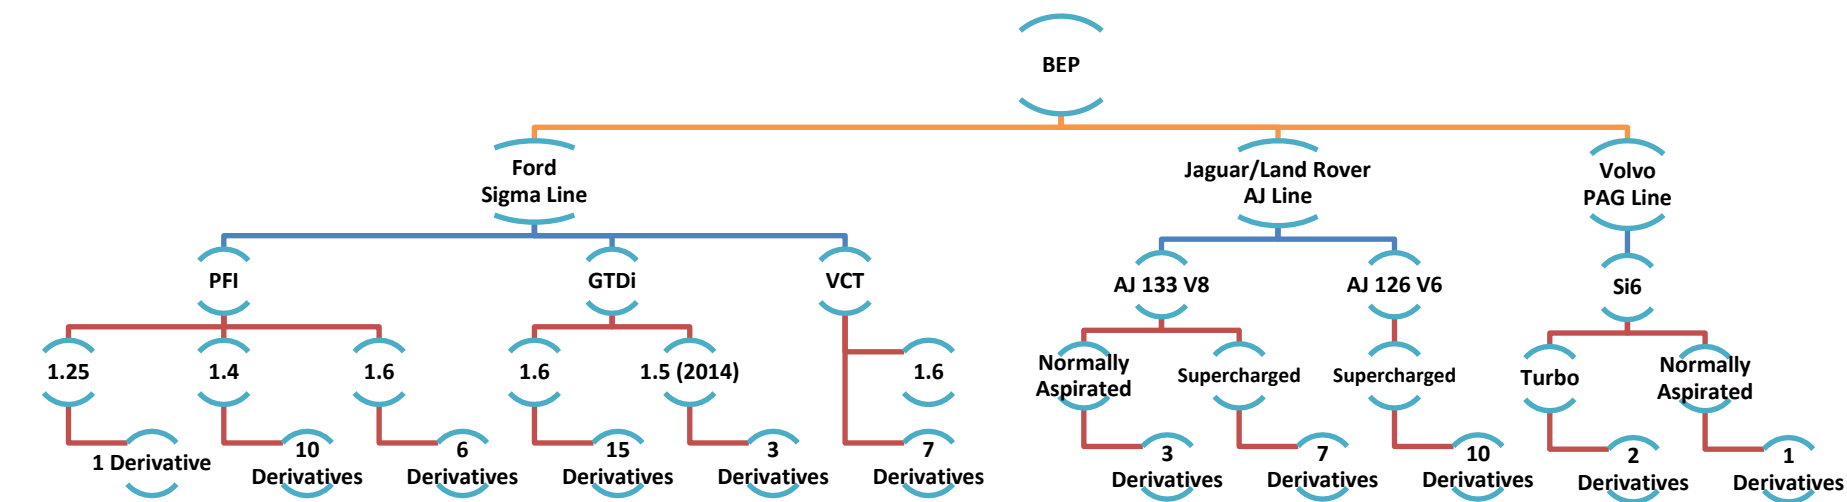 BEP
Ford
Sigma Line
Jaguar/Land Rover
AJ Line
Volvo
PAG Line
PFI
GTDi
VCT
AJ 133 V8
AJ 126 V6
Si6
1.25
1.4
1.6
1.6
1.5 (2014)
1.6
Normally
Aspirated
Supercharged
Supercharged
Turbo
Normally
Aspirated
1 Derivative
10
Derivatives
6
Derivatives
15
Derivatives
3
Derivatives
7
Derivatives
3
Derivatives
7
Derivatives
10
Derivatives
2
Derivatives
1
Derivatives